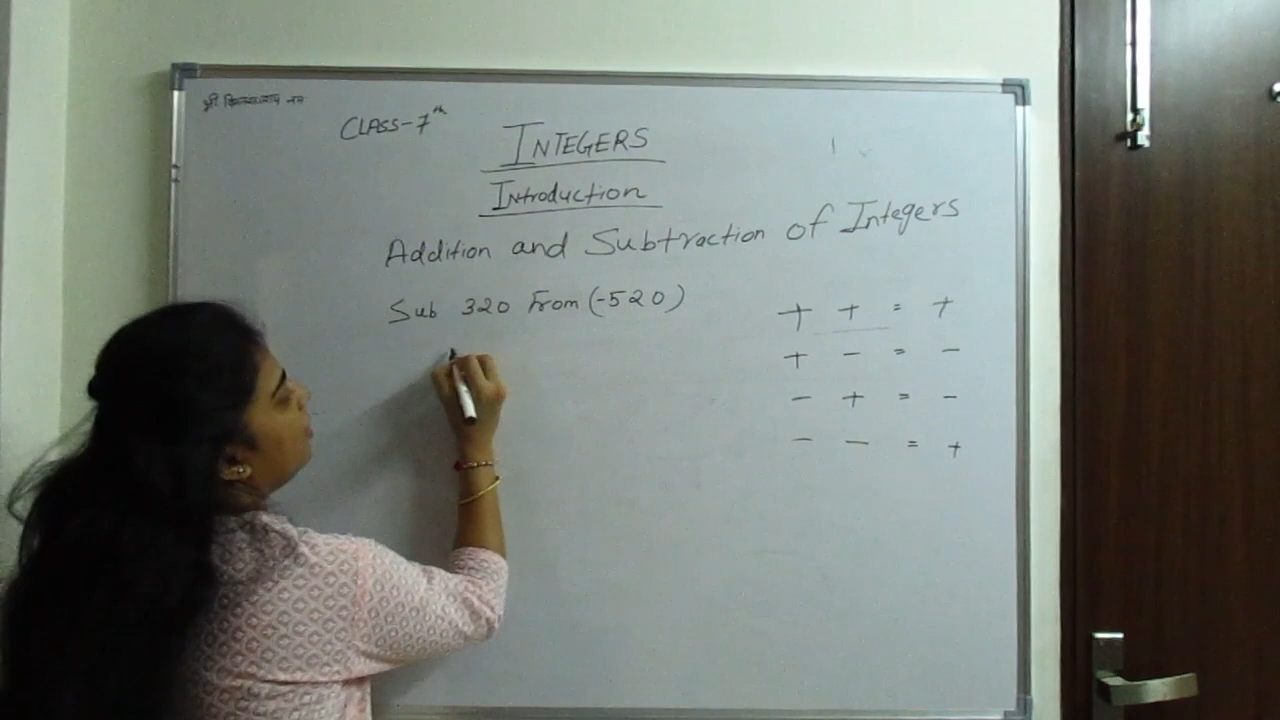 श्री
CLASS-7th
INTEGERS
Introduction
Addition and Subtraction of Integers
Sub 320 From (-520)
+ + = +
+ - = -
- + = -
- - = +